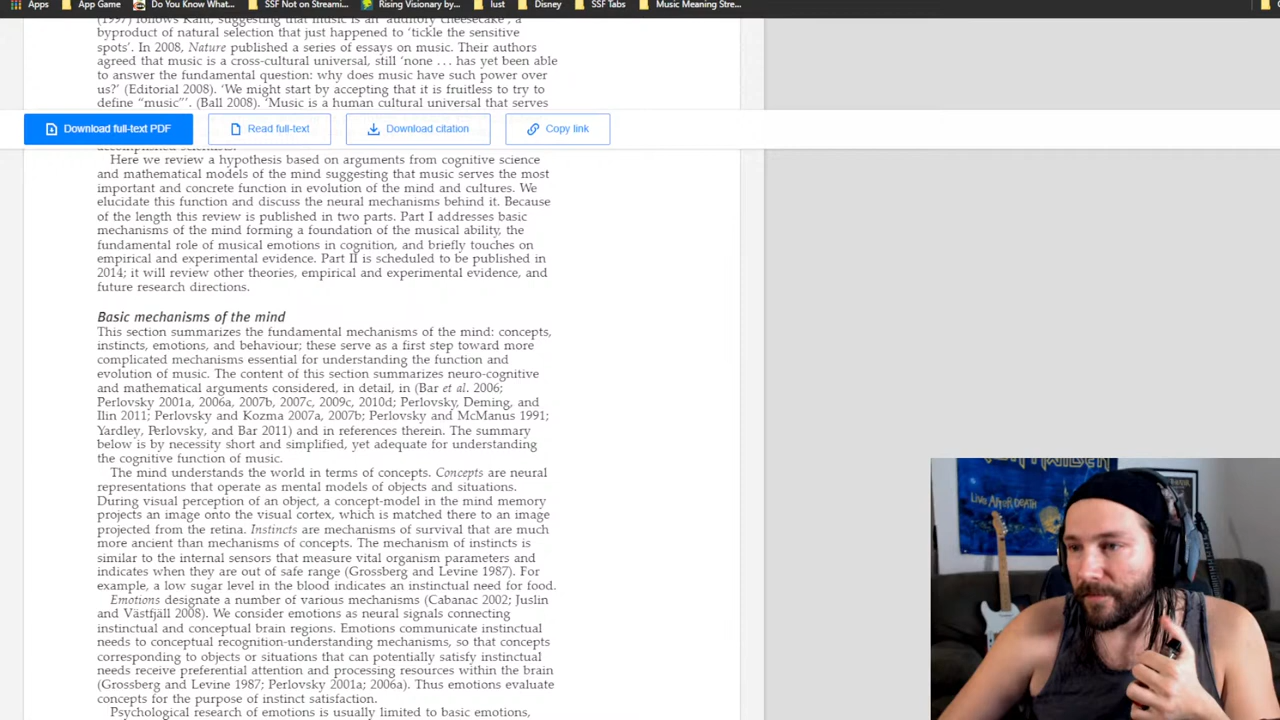 Apps
App Game
Do You Know What...
SSF Not on Streami...
Rising Visionary by...
lust
Disney
SSF Tabs
Music Meaning Stre...
(1997) follows Kant, suggesting that music is an 'auditory cheesecake', a
byproduct of natural selection that just happened to 'tickle the sensitive
spots'. In 2008, Nature published a series of essays on music. Their authors
agreed that music is a cross-cultural universal, still 'none . . . has yet been able
to answer the fundamental question: why does music have such power over
us?' (Editorial 2008). 'We might start by accepting that it is fruitless to try to
define “music”'. (Ball 2008). 'Music is a human cultural universal that serves
Download full-text PDF
Read full-text
Download citation
Copy link
accomplished scientists.
Here we review a hypothesis based on arguments from cognitive science
and mathematical models of the mind suggesting that music serves the most
important and concrete function in evolution of the mind and cultures. We
elucidate this function and discuss the neural mechanisms behind it. Because
of the length this review is published in two parts. Part I addresses basic
mechanisms of the mind forming a foundation of the musical ability, the
fundamental role of musical emotions in cognition, and briefly touches on
empirical and experimental evidence. Part II is scheduled to be published in
2014; it will review other theories, empirical and experimental evidence, and
future research directions.
Basic mechanisms of the mind
This section summarizes the fundamental mechanisms of the mind: concepts,
instincts, emotions, and behaviour; these serve as a first step toward more
complicated mechanisms essential for understanding the function and
evolution of music. The content of this section summarizes neuro-cognitive
and mathematical arguments considered, in detail, in (Bar et al. 2006;
Perlovsky 2001a, 2006a, 2007b, 2007c, 2009c, 2010d; Perlovsky, Deming, and
Ilin 2011; Perlovsky and Kozma 2007a, 2007b; Perlovsky and McManus 1991;
Yardley, Perlovsky, and Bar 2011) and in references therein. The summary
below is by necessity short and simplified, yet adequate for understanding
the cognitive function of music.
The mind understands the world in terms of concepts. Concepts are neural
representations that operate as mental models of objects and situations.
During visual perception of an object, a concept-model in the mind memory
projects an image onto the visual cortex, which is matched there to an image
projected from the retina. Instincts are mechanisms of survival that are much
more ancient than mechanisms of concepts. The mechanism of instincts is
similar to the internal sensors that measure vital organism parameters and
indicates when they are out of safe range (Grossberg and Levine 1987). For
example, a low sugar level in the blood indicates an instinctual need for food.
Emotions designate a number of various mechanisms (Cabanac 2002; Juslin
and Västfjäll 2008). We consider emotions as neural signals connecting
instinctual and conceptual brain regions. Emotions communicate instinctual
needs to conceptual recognition-understanding mechanisms, so that concepts
corresponding to objects or situations that can potentially satisfy instinctual
needs receive preferential attention and processing resources within the brain
(Grossberg and Levine 1987; Perlovsky 2001a; 2006a). Thus emotions evaluate
concepts for the purpose of instinct satisfaction.
Psychological research of emotions is usually limited to basic emotions,
LIVE AFTER DEATH